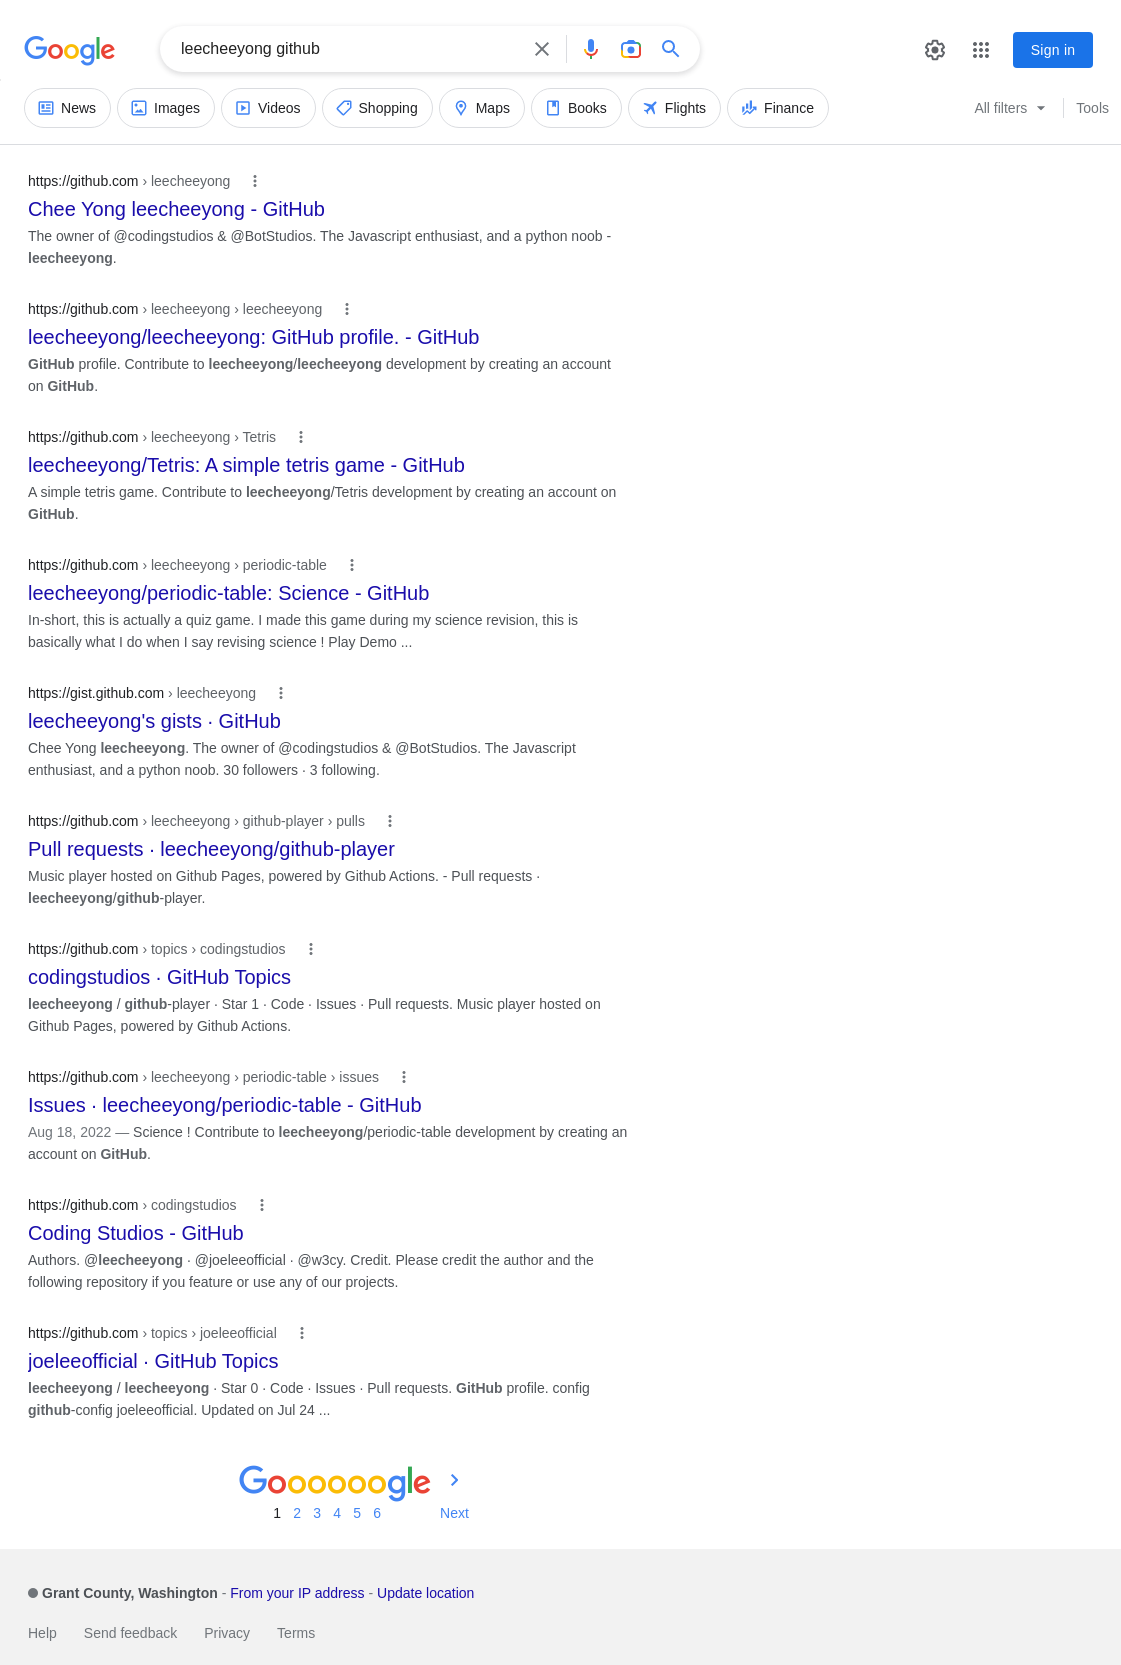 Google
leecheeyong github
Sign in
News Images Videos Shopping Maps Books Flights Finance All filters Tools
https://github.com › leecheeyong
Chee Yong leecheeyong - GitHub
The owner of @codingstudios & @BotStudios. The Javascript enthusiast, and a python noob -
leecheeyong.
https://github.com › leecheeyong › leecheeyong
leecheeyong/leecheeyong: GitHub profile. - GitHub
GitHub profile. Contribute to leecheeyong/leecheeyong development by creating an account
on GitHub.
https://github.com › leecheeyong › Tetris
leecheeyong/Tetris: A simple tetris game - GitHub
A simple tetris game. Contribute to leecheeyong/Tetris development by creating an account on
GitHub.
https://github.com › leecheeyong › periodic-table
leecheeyong/periodic-table: Science - GitHub
In-short, this is actually a quiz game. I made this game during my science revision, this is
basically what I do when I say revising science ! Play Demo ...
https://gist.github.com › leecheeyong
leecheeyong's gists · GitHub
Chee Yong leecheeyong. The owner of @codingstudios & @BotStudios. The Javascript
enthusiast, and a python noob. 30 followers · 3 following.
https://github.com › leecheeyong › github-player › pulls
Pull requests · leecheeyong/github-player
Music player hosted on Github Pages, powered by Github Actions. - Pull requests ·
leecheeyong/github-player.
https://github.com › topics › codingstudios
codingstudios · GitHub Topics
leecheeyong / github-player · Star 1 · Code · Issues · Pull requests. Music player hosted on
Github Pages, powered by Github Actions.
https://github.com › leecheeyong › periodic-table › issues
Issues · leecheeyong/periodic-table - GitHub
Aug 18, 2022 — Science ! Contribute to leecheeyong/periodic-table development by creating an
account on GitHub.
https://github.com › codingstudios
Coding Studios - GitHub
Authors. @leecheeyong · @joeleeofficial · @w3cy. Credit. Please credit the author and the
following repository if you feature or use any of our projects.
https://github.com › topics › joeleeofficial
joeleeofficial · GitHub Topics
leecheeyong / leecheeyong · Star 0 · Code · Issues · Pull requests. GitHub profile. config
github-config joeleeofficial. Updated on Jul 24 ...
Goooooogle
1 2 3 4 5 6 Next
Grant County, Washington - From your IP address - Update location
Help Send feedback Privacy Terms